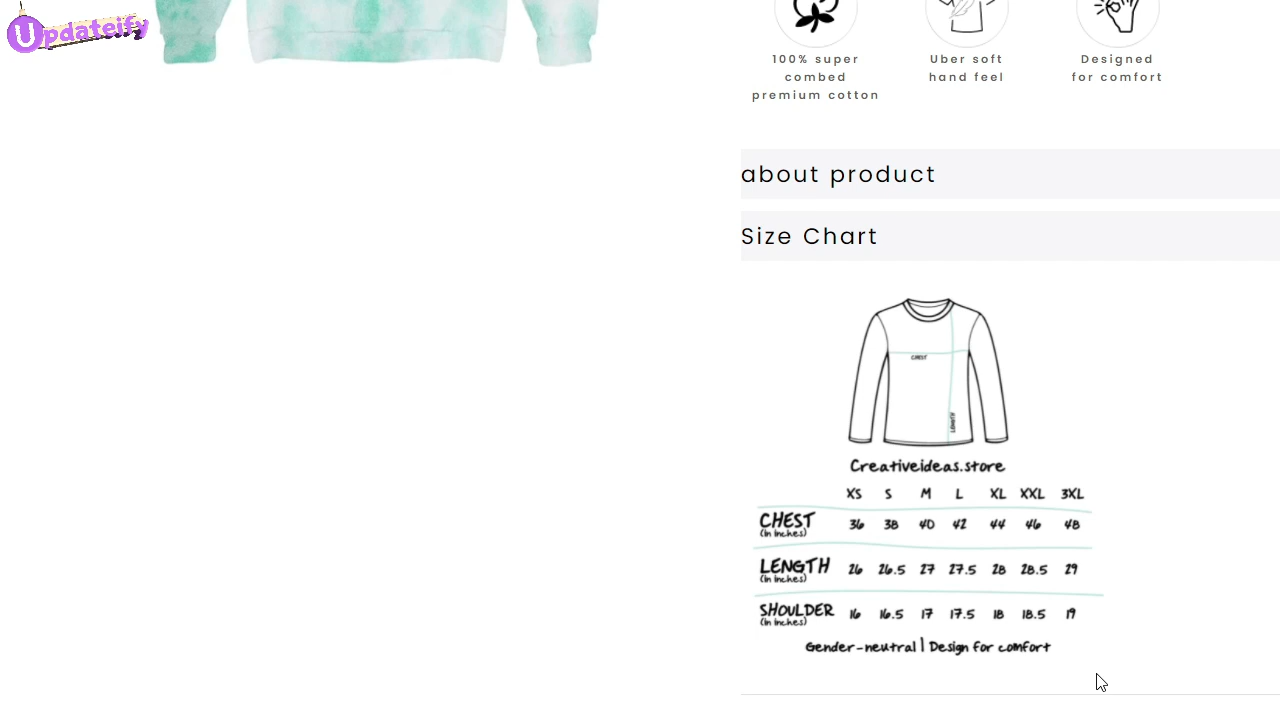 Updateify
100% super
combed
premium cotton
Uber soft
hand feel
Designed
for comfort
about product
Size Chart
CHEST
LENGTH
Creativeideas.store
XS S M L XL XXL 3XL
CHEST 36 38 40 42 44 46 48
(in inches)
LENGTH 26 26.5 27 27.5 28 28.5 29
(in inches)
SHOULDER 16 16.5 17 17.5 18 18.5 19
(in inches)
Gender-neutral | Design for comfort